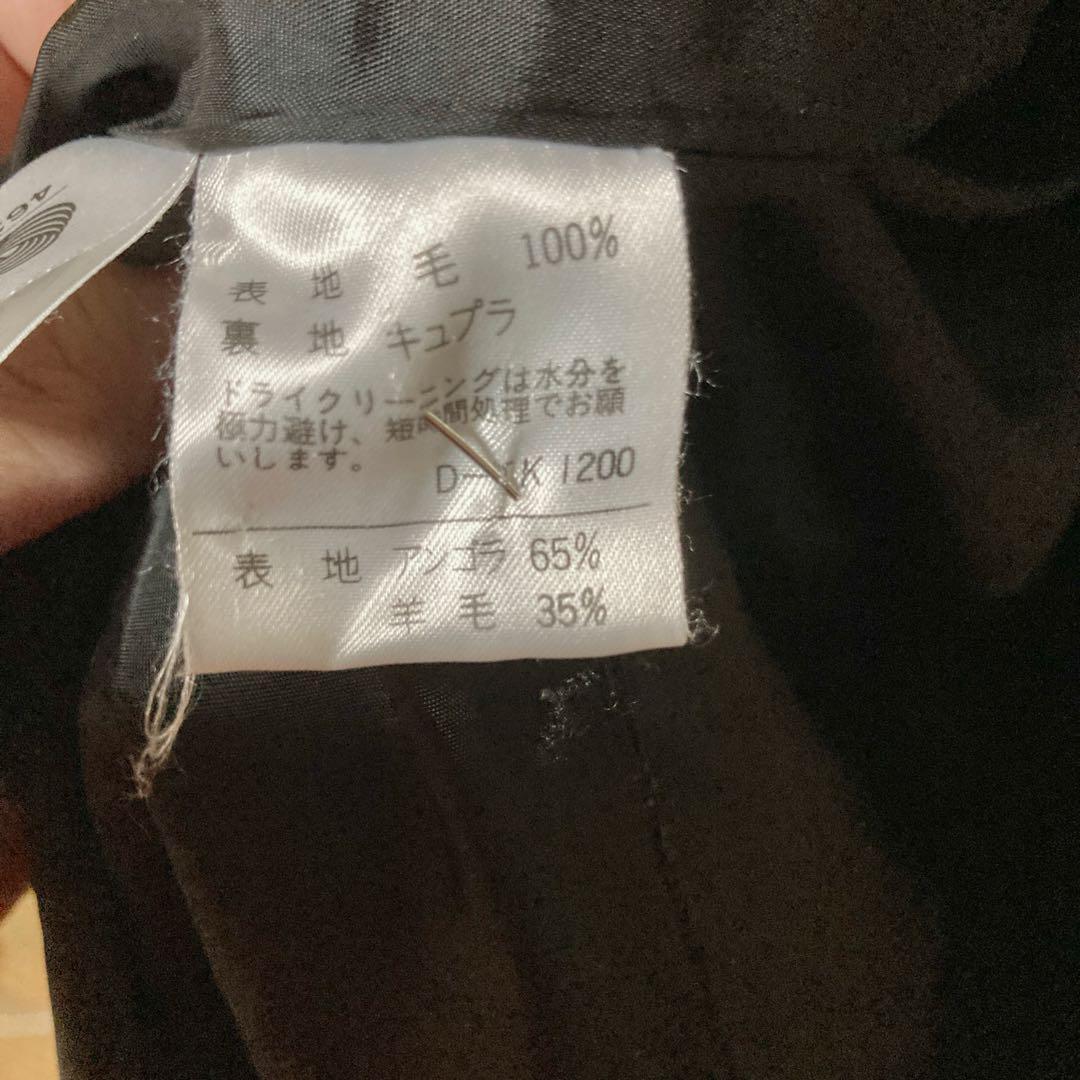 表 地 毛 100%
裏 地 キュプラ
ドライクリーニングは水分を
極力避け、短時間処理でお願
いします。
1200
表 地 アンゴラ 65%
羊 毛 35%